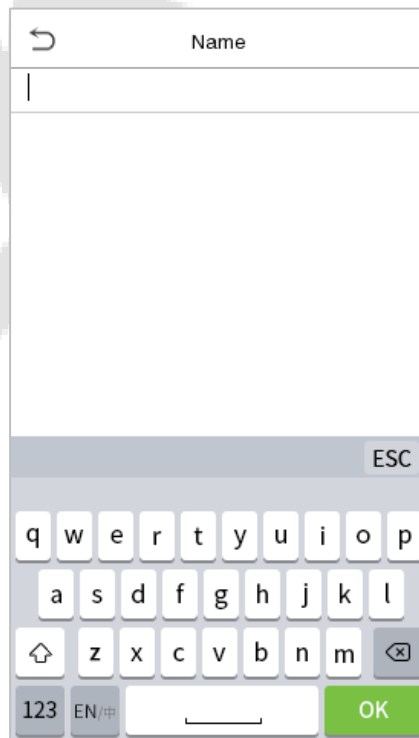 Name
ESC
q w e r t y u i o p
a s d f g h j k l
z x c v b n m
123 EN/中 OK